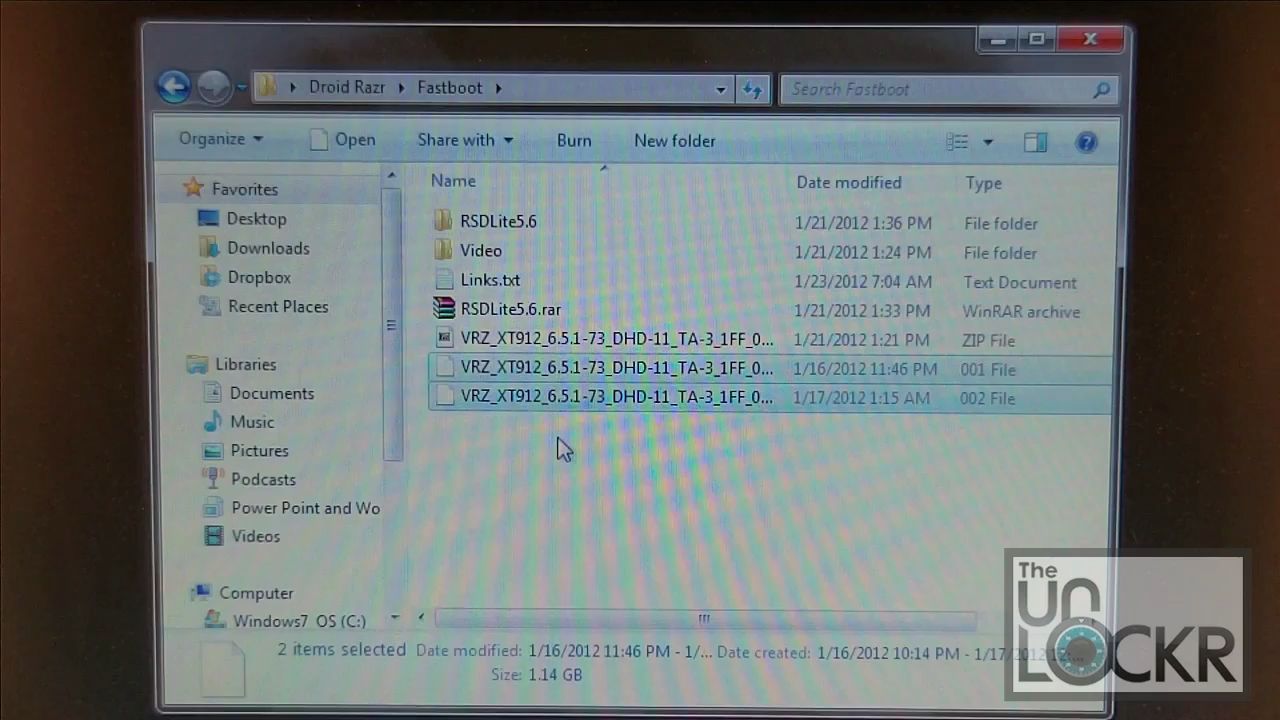 Droid Razr Fastboot Search Fastboot
Organize Open Share with Burn New folder
Name Date modified Type
Favorites
Desktop
Downloads
Dropbox
Recent Places
Libraries
Documents
Music
Pictures
Podcasts
Power Point and Wo
Videos
Computer
Windows7_OS (C:)
RSDLite5.6 1/21/2012 1:36 PM File folder
Video 1/21/2012 1:24 PM File folder
Links.txt 1/23/2012 7:04 AM Text Document
RSDLite5.6.rar 1/21/2012 1:33 PM WinRAR archive
VRZ_XT912_6.5.1-73_DHD-11_TA-3_1FF_0... 1/21/2012 1:21 PM ZIP File
VRZ_XT912_6.5.1-73_DHD-11_TA-3_1FF_0... 1/16/2012 11:46 PM 001 File
VRZ_XT912_6.5.1-73_DHD-11_TA-3_1FF_0... 1/17/2012 1:15 AM 002 File
2 items selected Date modified: 1/16/2012 11:46 PM - 1/... Date created: 1/16/2012 10:14 PM - 1/17/2012
Size: 1.14 GB
The
UN
LOCKR